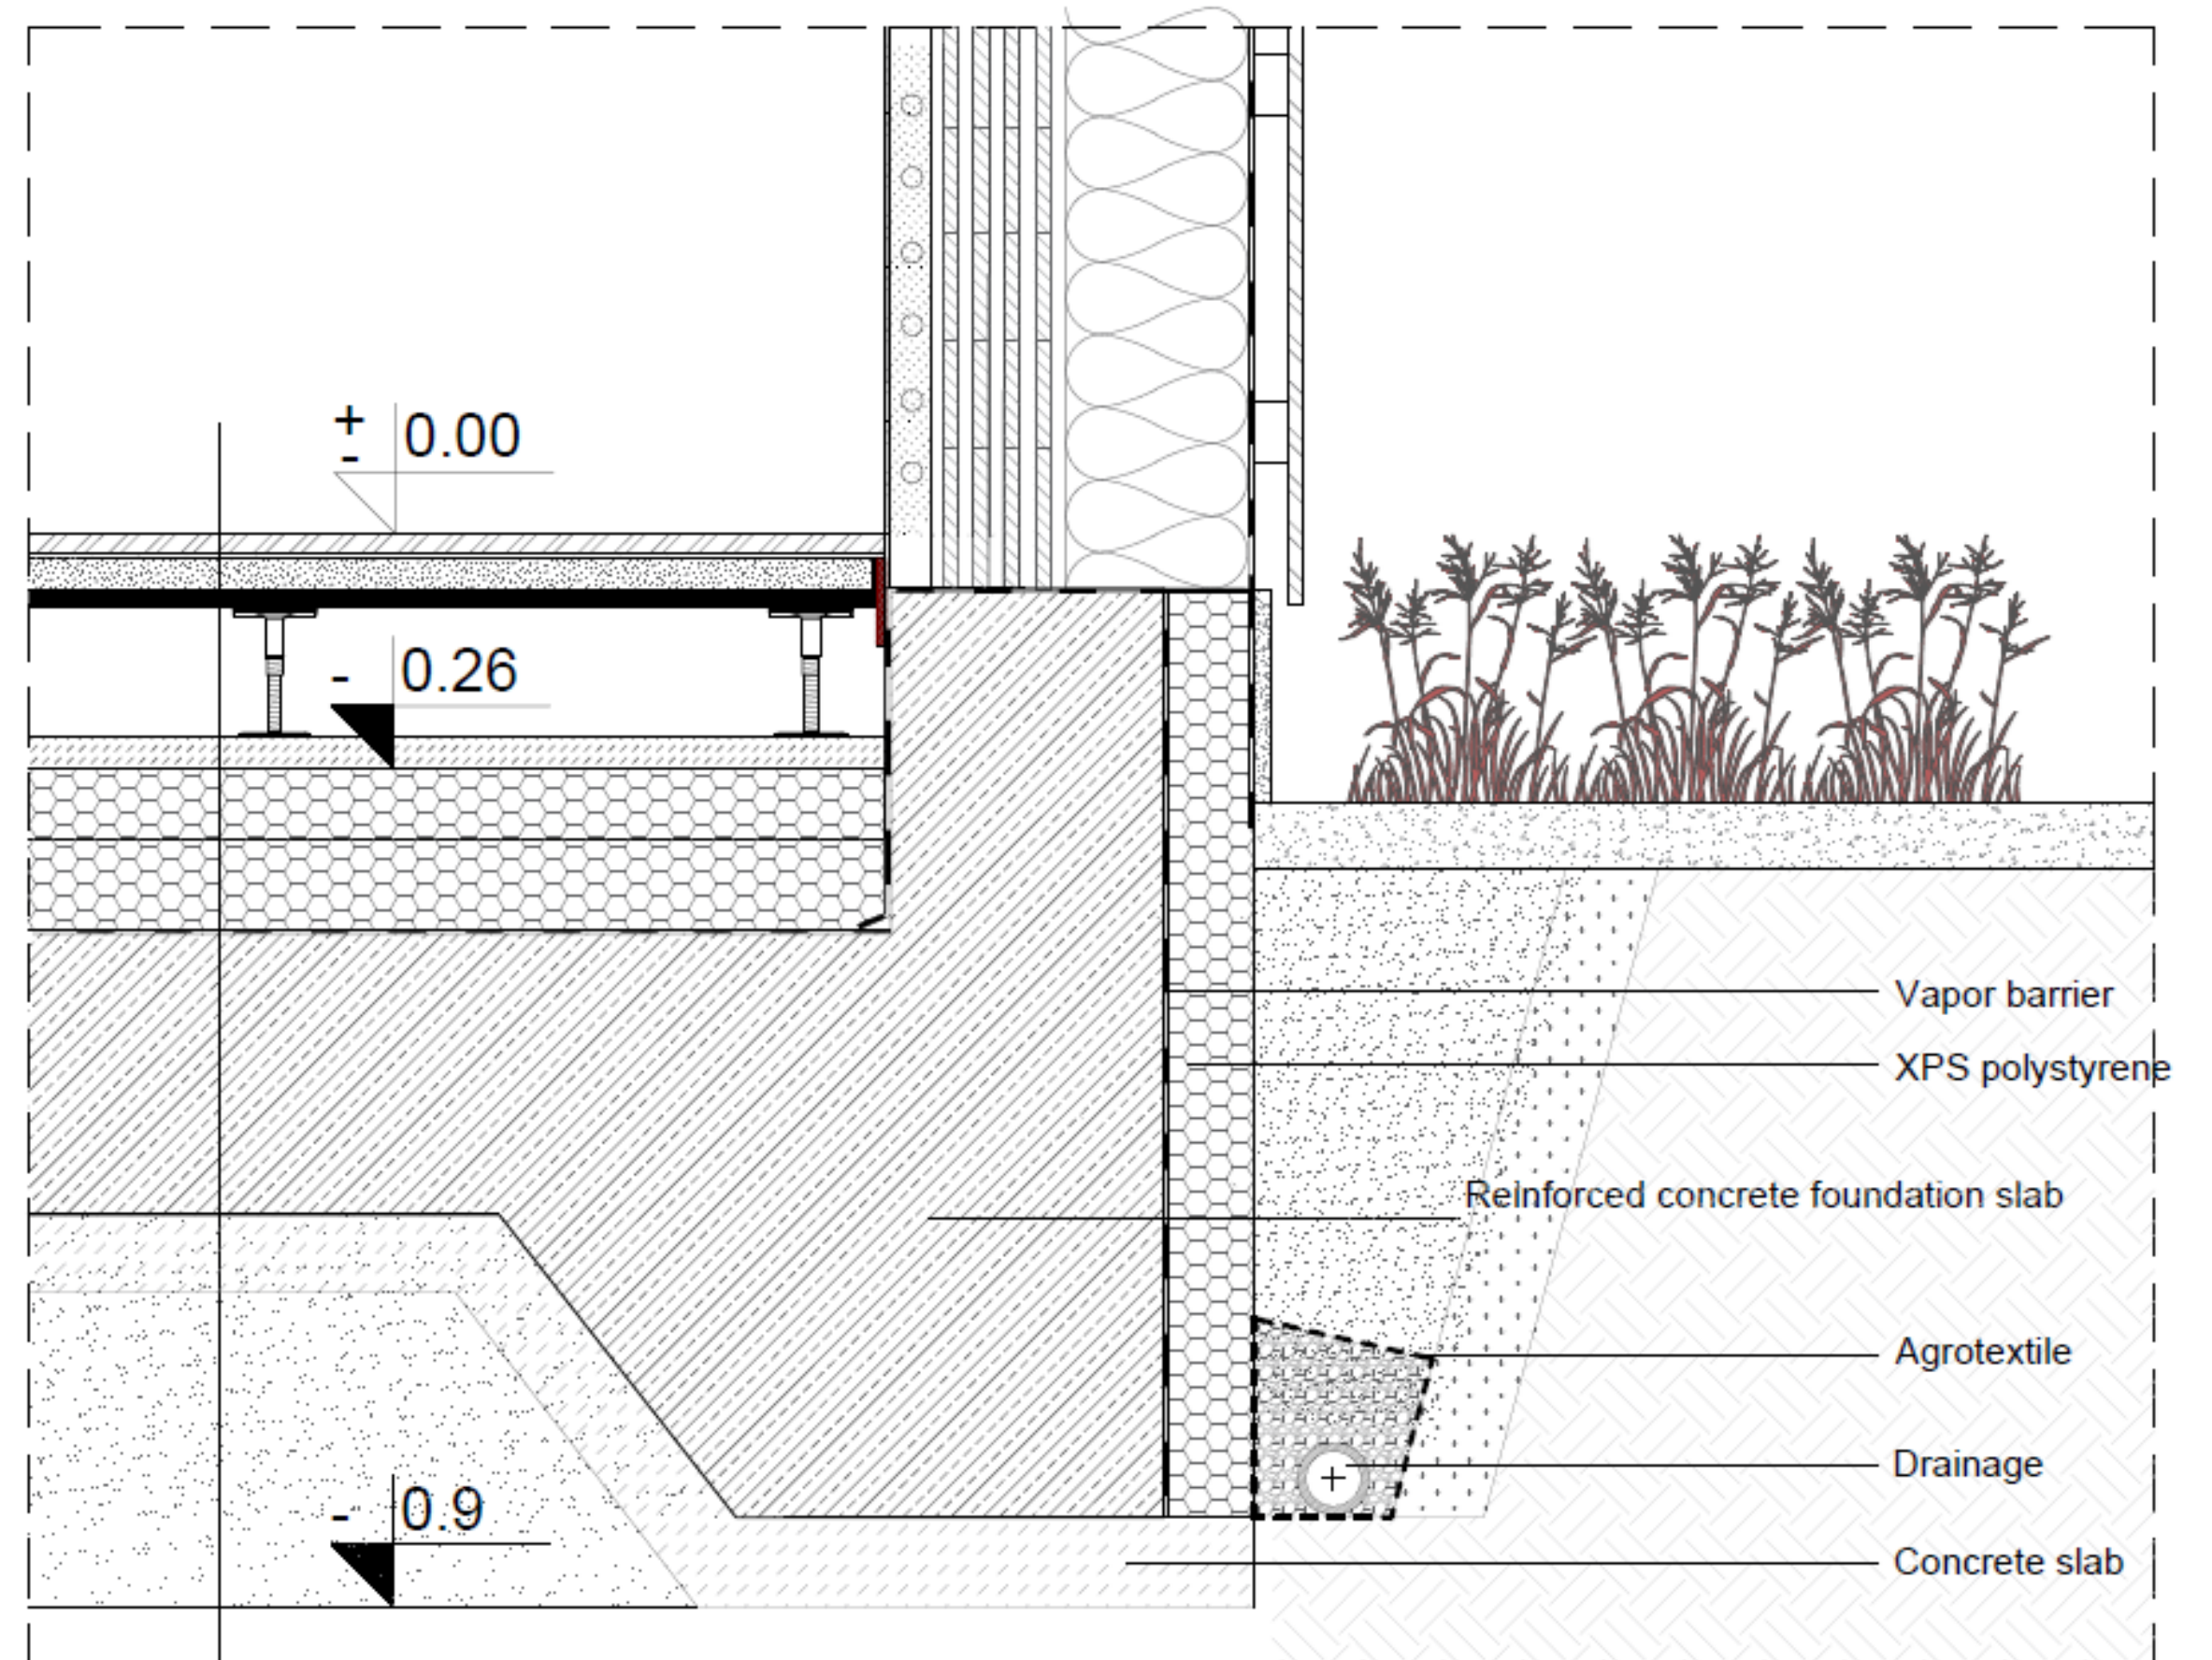 +
- 0.00
- 0.26
Vapor barrier
XPS polystyrene
Reinforced concrete foundation slab
Agrotextile
Drainage
- 0.9
Concrete slab